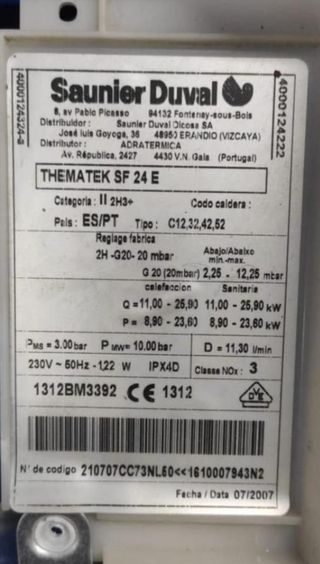 Saunier Duval
8, av Pablo Picasso 94132 Fontenay-sous-Bois
Distribuidor : Saunier Duval Dicosa SA
José luis Goyoga, 36 48950 ERANDIO (VIZCAYA)
Distributor : ADRATERMICA
Av. República, 2427 4430 V.N. Gaia (Portugal)
4000124324-a
4000124222
THEMATEK SF 24 E
Categoria : II 2H3+ Codo caldera :
Pais : ES/PT Tipo : C12,32,42,52
Reglage fabrica Abajo/Abaixo
2H -G20- 20 mbar min.-max.
G 20 (20mbar) 2,25 - 12,25 mbar
calefaccion Sanitaria
Q = 11,00 - 25,90 11,00 - 25,90 kW
P = 8,90 - 23,60 8,90 - 23,60 kW
PMS = 3.00 bar PMW = 10.00 bar D = 11,30 l/min
230V ~ 50Hz - 122 W IPX4D Classe NOx : 3
1312BM3392 CE 1312
DVE
N° de codigo 210707CC73NL50<<1610007943N2
Fecha / Data 07/2007